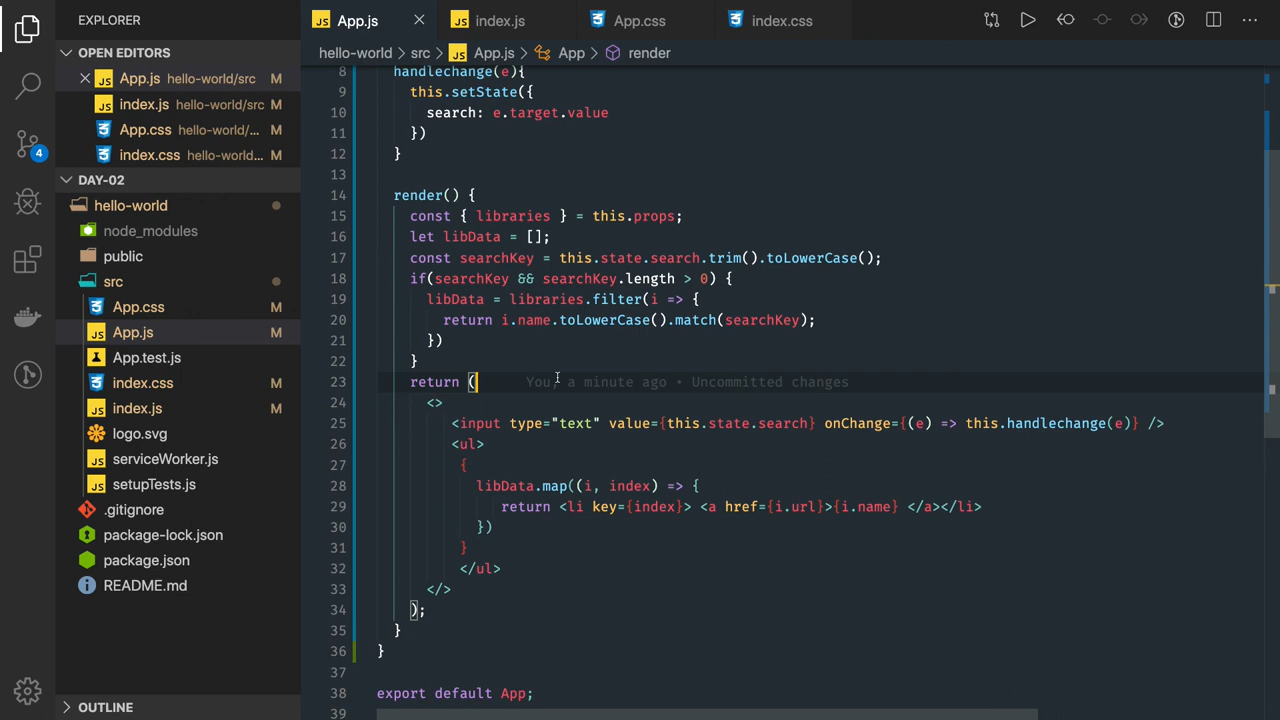 EXPLORER
OPEN EDITORS
App.js hello-world/src M
index.js hello-world/src M
App.css hello-world/... M
index.css hello-world... M
4
DAY-02
hello-world
node_modules
public
src
App.css M
App.js M
App.test.js
index.css M
index.js M
logo.svg
serviceWorker.js
setupTests.js
.gitignore
package-lock.json
package.json
README.md
OUTLINE
App.js index.js App.css index.css
hello-world > src > App.js > App > render
8 handlechange(e){
9 this.setState({
10 search: e.target.value
11 })
12 }
13
14 render() {
15 const { libraries } = this.props;
16 let libData = [];
17 const searchKey = this.state.search.trim().toLowerCase();
18 if(searchKey && searchKey.length > 0) {
19 libData = libraries.filter(i => {
20 return i.name.toLowerCase().match(searchKey);
21 })
22 }
23 return ( You, a minute ago • Uncommitted changes
24 <>
25 <input type="text" value={this.state.search} onChange={(e) => this.handlechange(e)} />
26 <ul>
27 {
28 libData.map((i, index) => {
29 return <li key={index}> <a href={i.url}>{i.name} </a></li>
30 })
31 }
32 </ul>
33 </>
34 );
35 }
36 }
37
38 export default App;
39